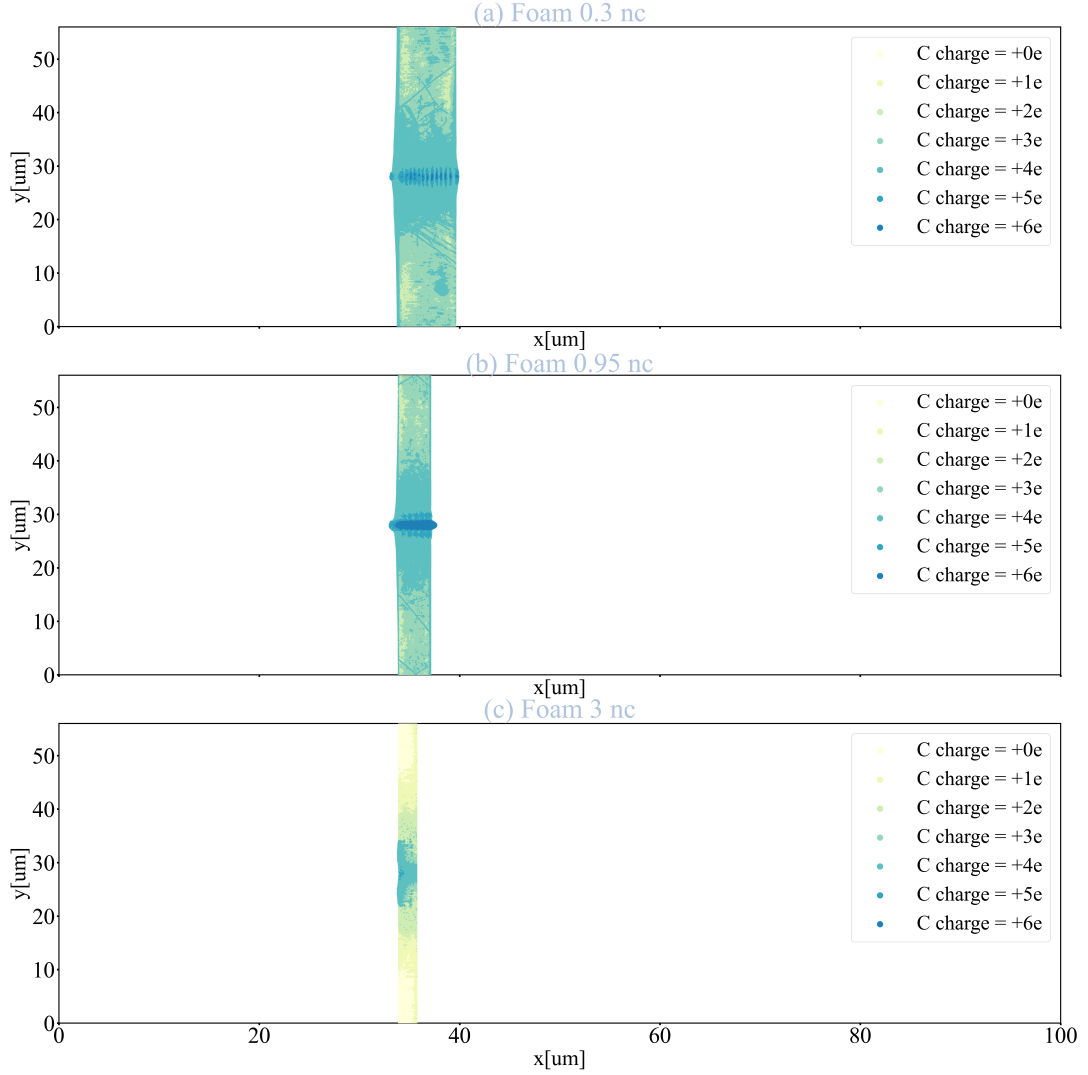 (a) Foam 0.3 nc
50
40
30
20
10
0
y[um]
C charge = +0e
C charge = +1e
C charge = +2e
C charge = +3e
C charge = +4e
C charge = +5e
C charge = +6e
x[um]
(b) Foam 0.95 nc
50
40
30
20
10
0
y[um]
C charge = +0e
C charge = +1e
C charge = +2e
C charge = +3e
C charge = +4e
C charge = +5e
C charge = +6e
x[um]
(c) Foam 3 nc
50
40
30
20
10
0
y[um]
C charge = +0e
C charge = +1e
C charge = +2e
C charge = +3e
C charge = +4e
C charge = +5e
C charge = +6e
0 20 40 60 80 100
x[um]